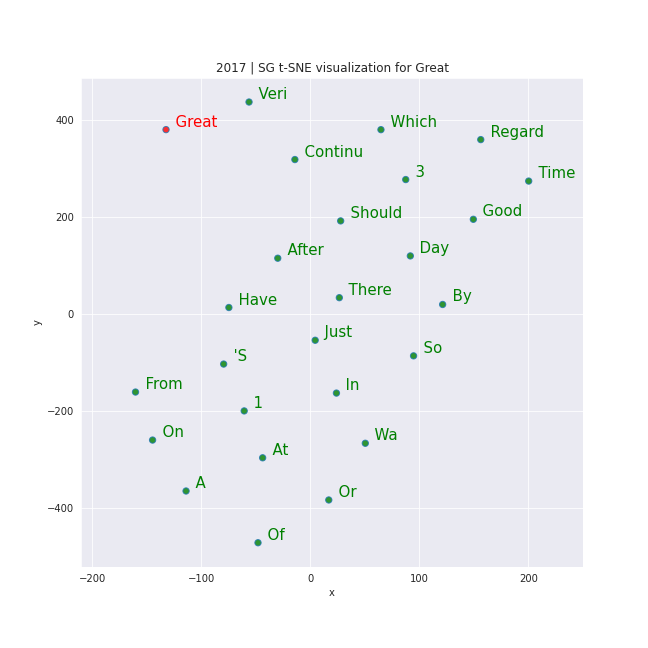 2017 | SG t-SNE visualization for Great
Veri
Great
Which
Regard
Continu
3
Time
Should
Good
After
Day
There
Have
By
Just
'S
So
From
In
1
On
Wa
At
A
Or
Of
400
200
0
−200
−400
y
−200
−100
0
100
200
x